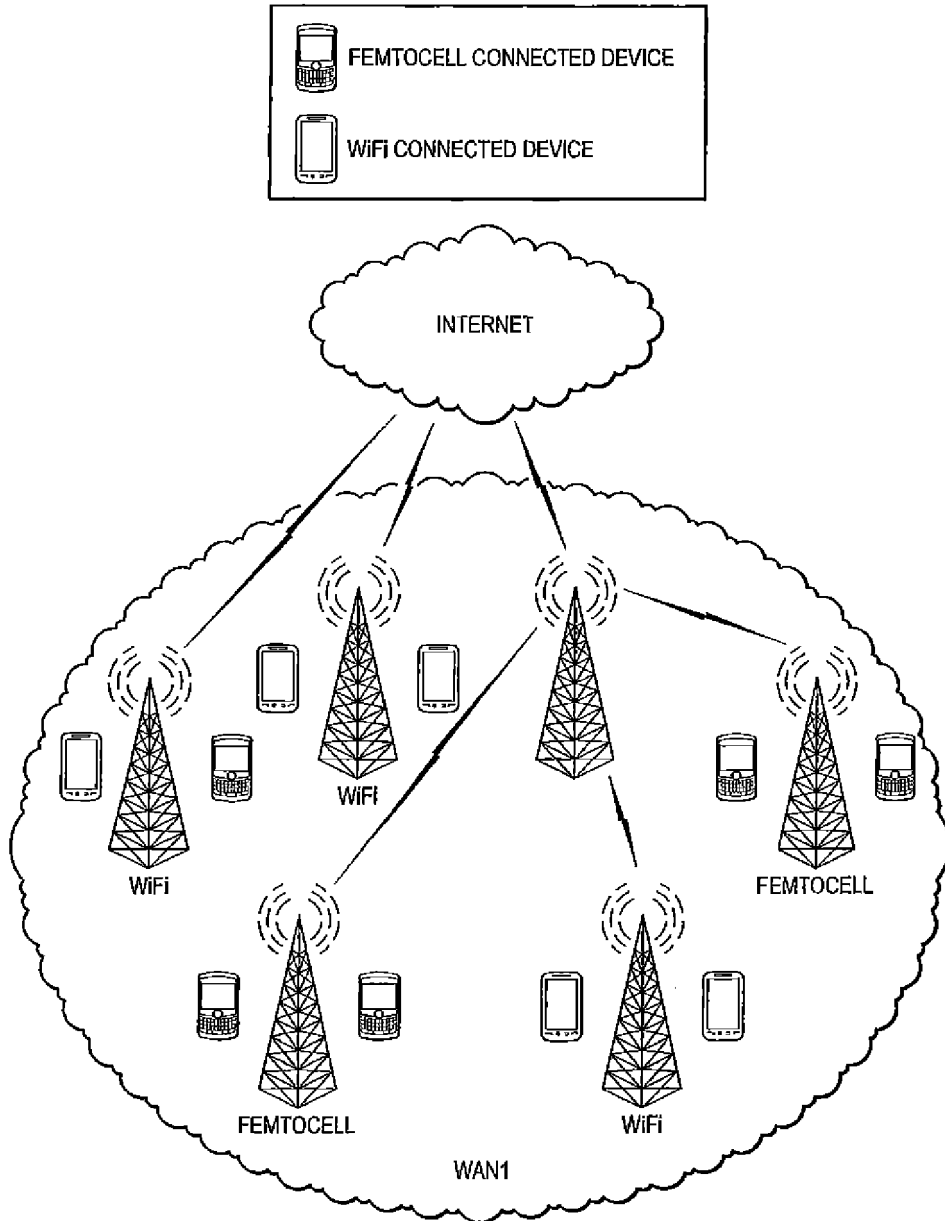 FEMTOCELL CONNECTED DEVICE
WiFi CONNECTED DEVICE
INTERNET
WiFi
WiFi
FEMTOCELL
FEMTOCELL
WiFi
WAN1